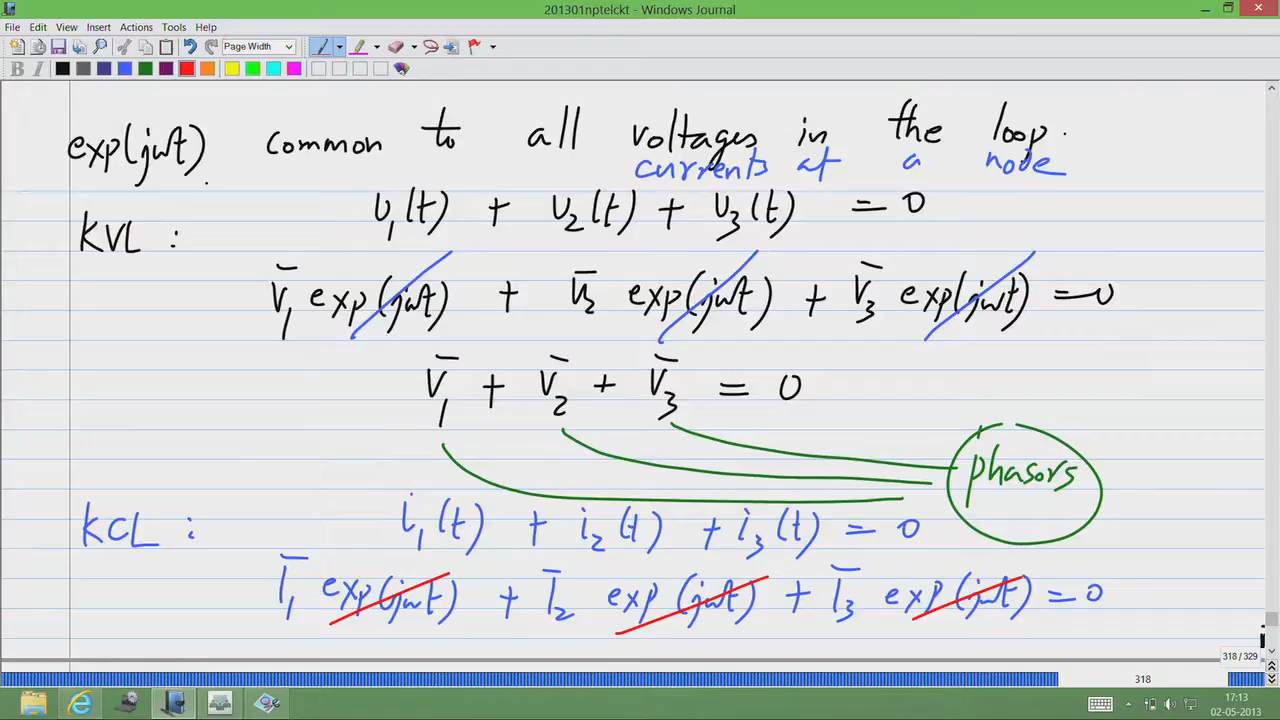 201301nptelckt - Windows Journal
File Edit View Insert Actions Tools Help
Page Width
B I
exp(jωt) common to all voltages in the loop.
currents at a node
KVL : v₁(t) + v₂(t) + v₃(t) = 0
V̄₁ exp(jωt) + V̄₂ exp(jωt) + V̄₃ exp(jωt) = 0
V̄₁ + V̄₂ + V̄₃ = 0
phasors
KCL : i₁(t) + i₂(t) + i₃(t) = 0
Ī₁ exp(jωt) + Ī₂ exp(jωt) + Ī₃ exp(jωt) = 0
318 / 329
318
17:13
02-05-2013